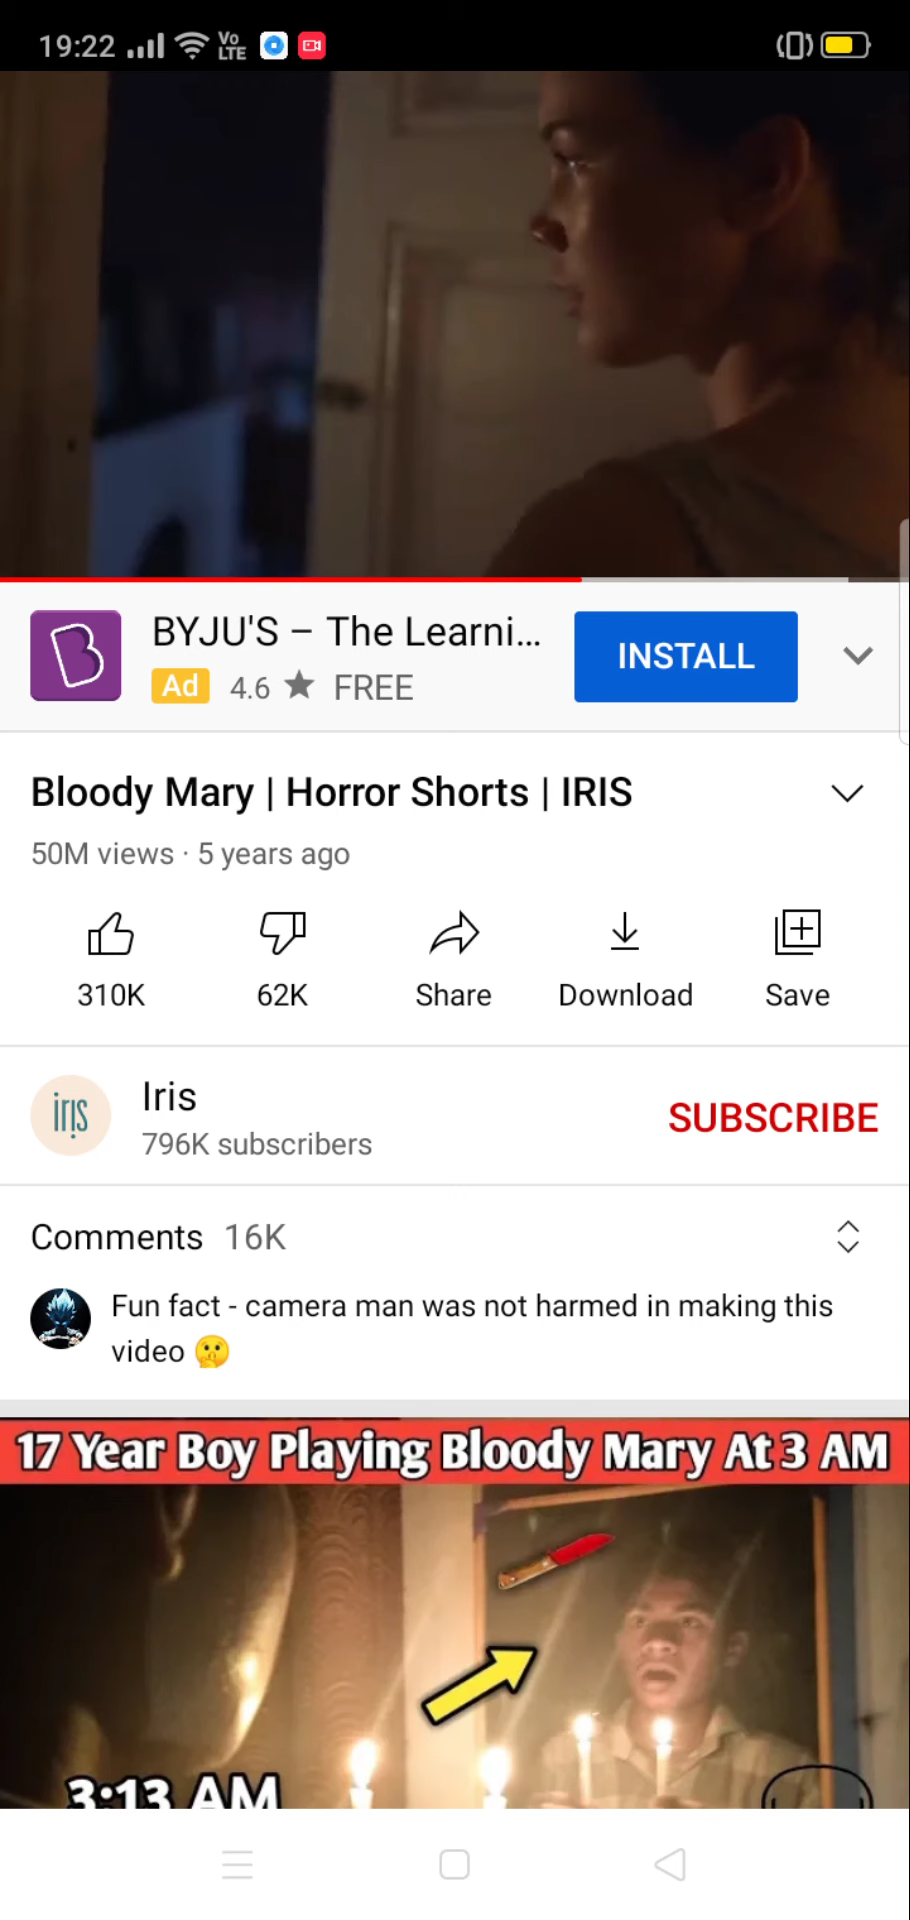 19:22 Vo LTE
BYJU'S – The Learni... INSTALL
Ad 4.6 ★ FREE
Bloody Mary | Horror Shorts | IRIS
50M views · 5 years ago
310K 62K Share Download Save
iris Iris
796K subscribers SUBSCRIBE
Comments 16K
Fun fact - camera man was not harmed in making this
video 🤫
17 Year Boy Playing Bloody Mary At 3 AM
3:13 AM